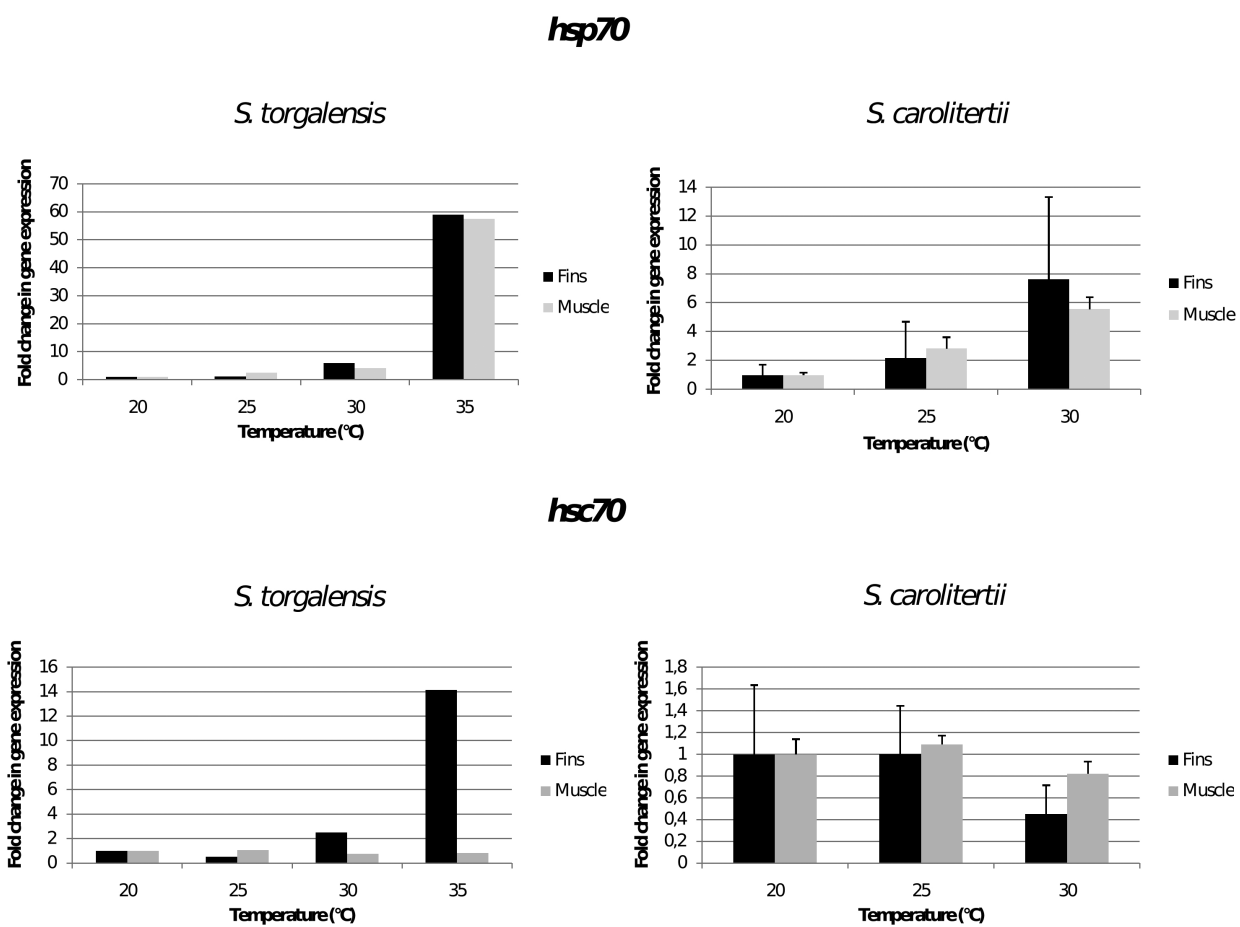 hsp70
S. torgalensis
Fold change in gene expression
70
60
50
40
30
20
10
0
20 25 30 35
Temperature (°C)
Fins
Muscle
S. carolitertii
Fold change in gene expression
14
12
10
8
6
4
2
0
20 25 30
Temperature (°C)
Fins
Muscle
hsc70
S. torgalensis
Fold change in gene expression
16
14
12
10
8
6
4
2
0
20 25 30 35
Temperature (°C)
Fins
Muscle
S. carolitertii
Fold change in gene expression
1,8
1,6
1,4
1,2
1
0,8
0,6
0,4
0,2
0
20 25 30
Temperature (°C)
Fins
Muscle